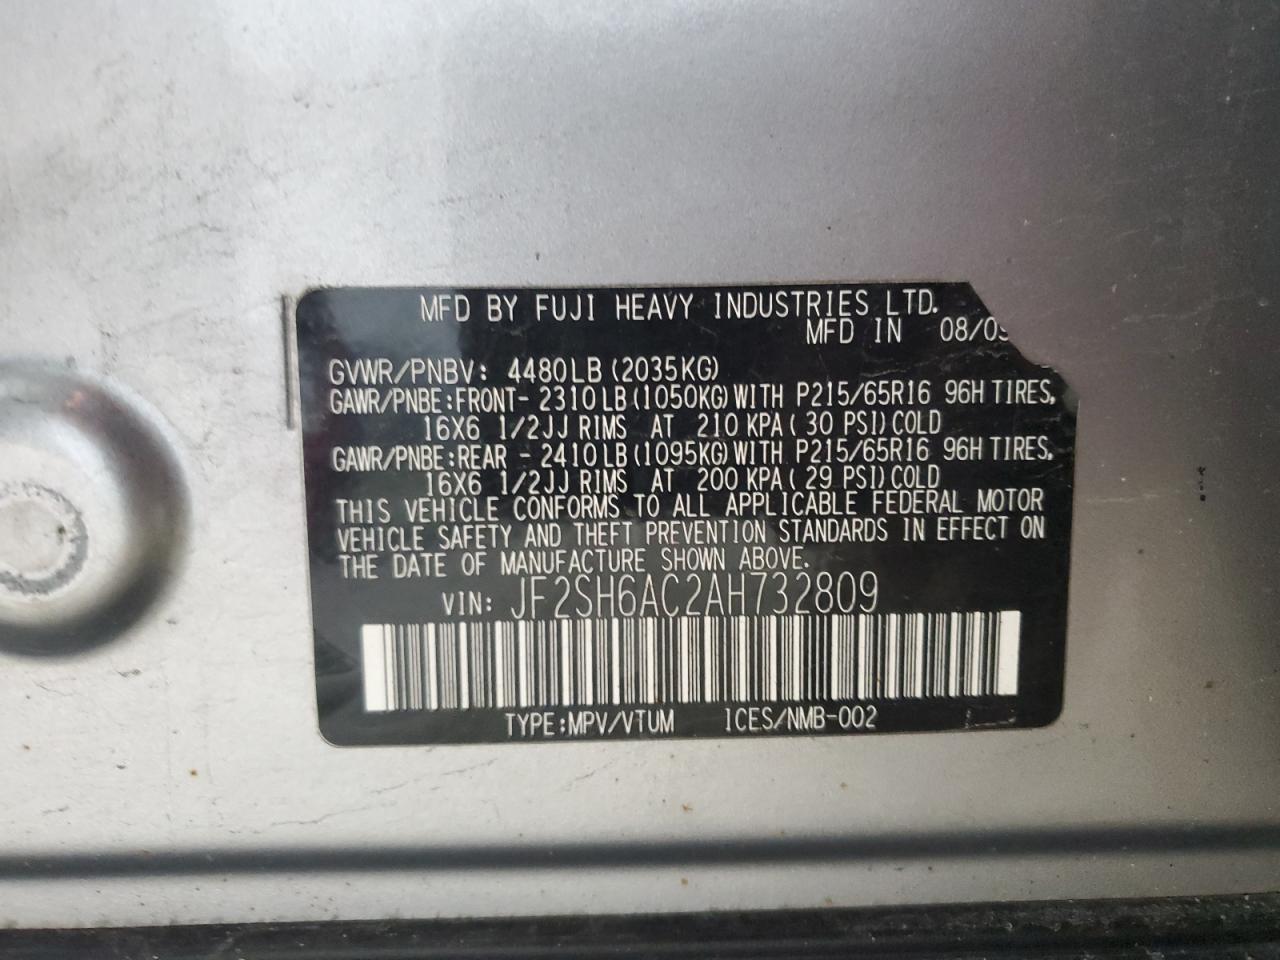 MFD BY FUJI HEAVY INDUSTRIES LTD.
MFD IN 08/09
GVWR/PNBV: 4480LB (2035KG)
GAWR/PNBE:FRONT- 2310LB(1050KG)WITH P215/65R16 96H TIRES,
16X6 1/2JJ RIMS AT 210 KPA( 30 PSI)COLD
GAWR/PNBE:REAR - 2410LB(1095KG)WITH P215/65R16 96H TIRES,
16X6 1/2JJ RIMS AT 200 KPA( 29 PSI)COLD
THIS VEHICLE CONFORMS TO ALL APPLICABLE FEDERAL MOTOR
VEHICLE SAFETY AND THEFT PREVENTION STANDARDS IN EFFECT ON
THE DATE OF MANUFACTURE SHOWN ABOVE.
VIN: JF2SH6AC2AH732809
TYPE:MPV/VTUM ICES/NMB-002